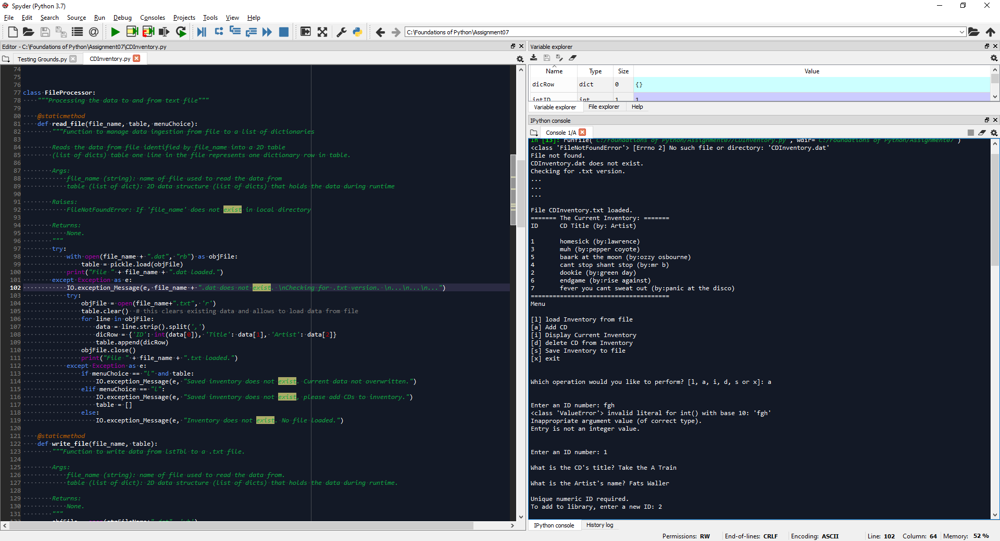 Spyder (Python 3.7)
File Edit Search Source Run Debug Consoles Projects Tools View Help
C:\Foundations of Python\Assignment07
Editor - C:\Foundations of Python\Assignment07\CDInventory.py
Testing Grounds.py CDInventory.py
74
75
76
77 class FileProcessor:
78 """Processing the data to and from text file"""
79
80 @staticmethod
81 def read_file(file_name, table, menuChoice):
82 """Function to manage data ingestion from file to a list of dictionaries
83
84 Reads the data from file identified by file_name into a 2D table
85 (list of dicts) table one line in the file represents one dictionary row in table.
86
87 Args:
88 file_name (string): name of file used to read the data from
89 table (list of dict): 2D data structure (list of dicts) that holds the data during runtime
90
91 Raises:
92 FileNotFoundError: If 'file_name' does not exist in local directory
93
94 Returns:
95 None.
96 """
97 try:
98 with open(file_name + ".dat", "rb") as objFile:
99 table = pickle.load(objFile)
100 print("File " + file_name + ".dat loaded.")
101 except Exception as e:
102 IO.exception_Message(e, file_name + ".dat does not exist. \nChecking for .txt version. \n...\n...\n...")
103 try:
104 objFile = open(file_name+".txt", 'r')
105 table.clear() # this clears existing data and allows to load data from file
106 for line in objFile:
107 data = line.strip().split(',')
108 dicRow = {'ID': int(data[0]), 'Title': data[1], 'Artist': data[2]}
109 table.append(dicRow)
110 objFile.close()
111 print("File " + file_name + ".txt loaded.")
112 except Exception as e:
113 if menuChoice == "l" and table:
114 IO.exception_Message(e, "Saved inventory does not exist. Current data not overwritten.")
115 elif menuChoice == "l":
116 IO.exception_Message(e, "Saved inventory does not exist, please add CDs to inventory.")
117 table = []
118 else:
119 IO.exception_Message(e, "Inventory does not exist. No file loaded.")
120
121 @staticmethod
122 def write_file(file_name, table):
123 """Function to write data from lstTbl to a .txt file.
124
125 Args:
126 file_name (string): name of file used to read the data from.
127 table (list of dict): 2D data structure (list of dicts) that holds the data during runtime.
128
129 Returns:
130 None.
131 """
Variable explorer
Name Type Size Value
dicRow dict 0 {}
intID int 1 1
Variable explorer File explorer Help
IPython console
Console 1/A
In [13]: runfile('C:/Foundations of Python/Assignment07/CDInventory.py', wdir='C:/Foundations of Python/Assignment07')
<class 'FileNotFoundError'> [Errno 2] No such file or directory: 'CDInventory.dat'
File not found.
CDInventory.dat does not exist.
Checking for .txt version.
...
...
...
File CDInventory.txt loaded.
======= The Current Inventory: =======
ID CD Title (by: Artist)
1 homesick (by:lawrence)
3 muh (by:pepper coyote)
5 baark at the moon (by:ozzy osbourne)
4 cant stop shant stop (by:mr b)
2 dookie (by:green day)
6 endgame (by:rise against)
7 fever you cant sweat out (by:panic at the disco)
======================================
Menu
[l] load Inventory from file
[a] Add CD
[i] Display Current Inventory
[d] delete CD from Inventory
[s] Save Inventory to file
[x] exit
Which operation would you like to perform? [l, a, i, d, s or x]: a
Enter an ID number: fgh
<class 'ValueError'> invalid literal for int() with base 10: 'fgh'
Inappropriate argument value (of correct type).
Entry is not an integer value.
Enter an ID number: 1
What is the CD's title? Take the A Train
What is the Artist's name? Fats Waller
Unique numeric ID required.
To add to library, enter a new ID: 2
IPython console History log
Permissions: RW End-of-lines: CRLF Encoding: ASCII Line: 102 Column: 64 Memory: 52 %